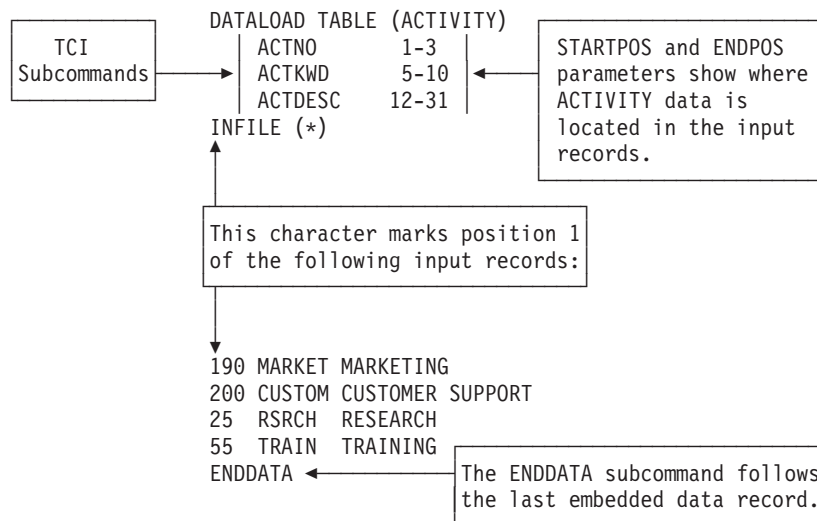 DATALOAD TABLE (ACTIVITY)
TCI
Subcommands
ACTNO 1-3
ACTKWD 5-10
ACTDESC 12-31
STARTPOS and ENDPOS
parameters show where
ACTIVITY data is
located in the input
records.
INFILE (*)
This character marks position 1
of the following input records:
190 MARKET MARKETING
200 CUSTOM CUSTOMER SUPPORT
25 RSRCH RESEARCH
55 TRAIN TRAINING
ENDDATA
The ENDDATA subcommand follows
the last embedded data record.